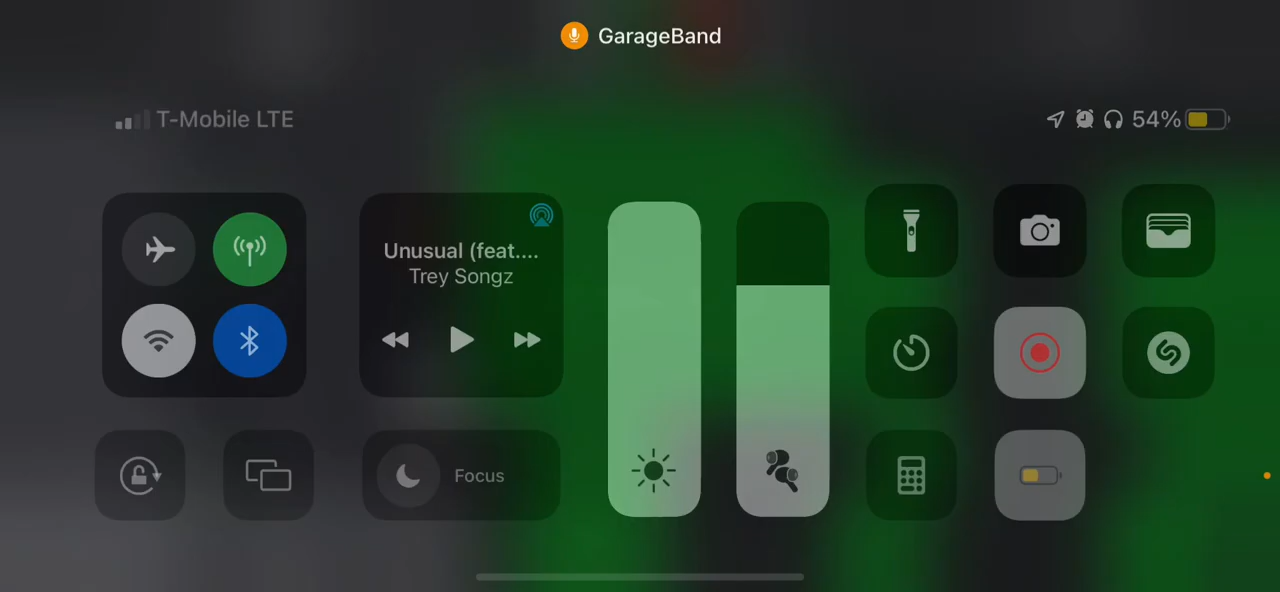 GarageBand
T-Mobile LTE
54%
Unusual (feat....
Trey Songz
Focus